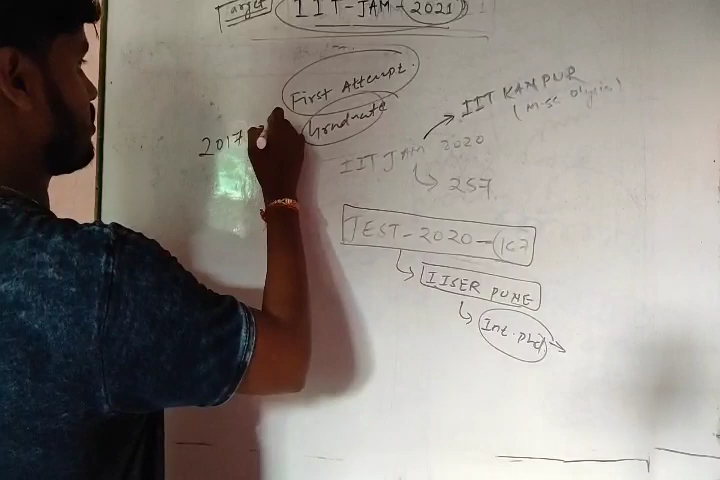 Target IIT-JAM-2021
First Attempt.
Graduate
2017
IIT JAM 2020
IIT KANPUR
257
JEST-2020-167
IISER PUNE
Int. phd.